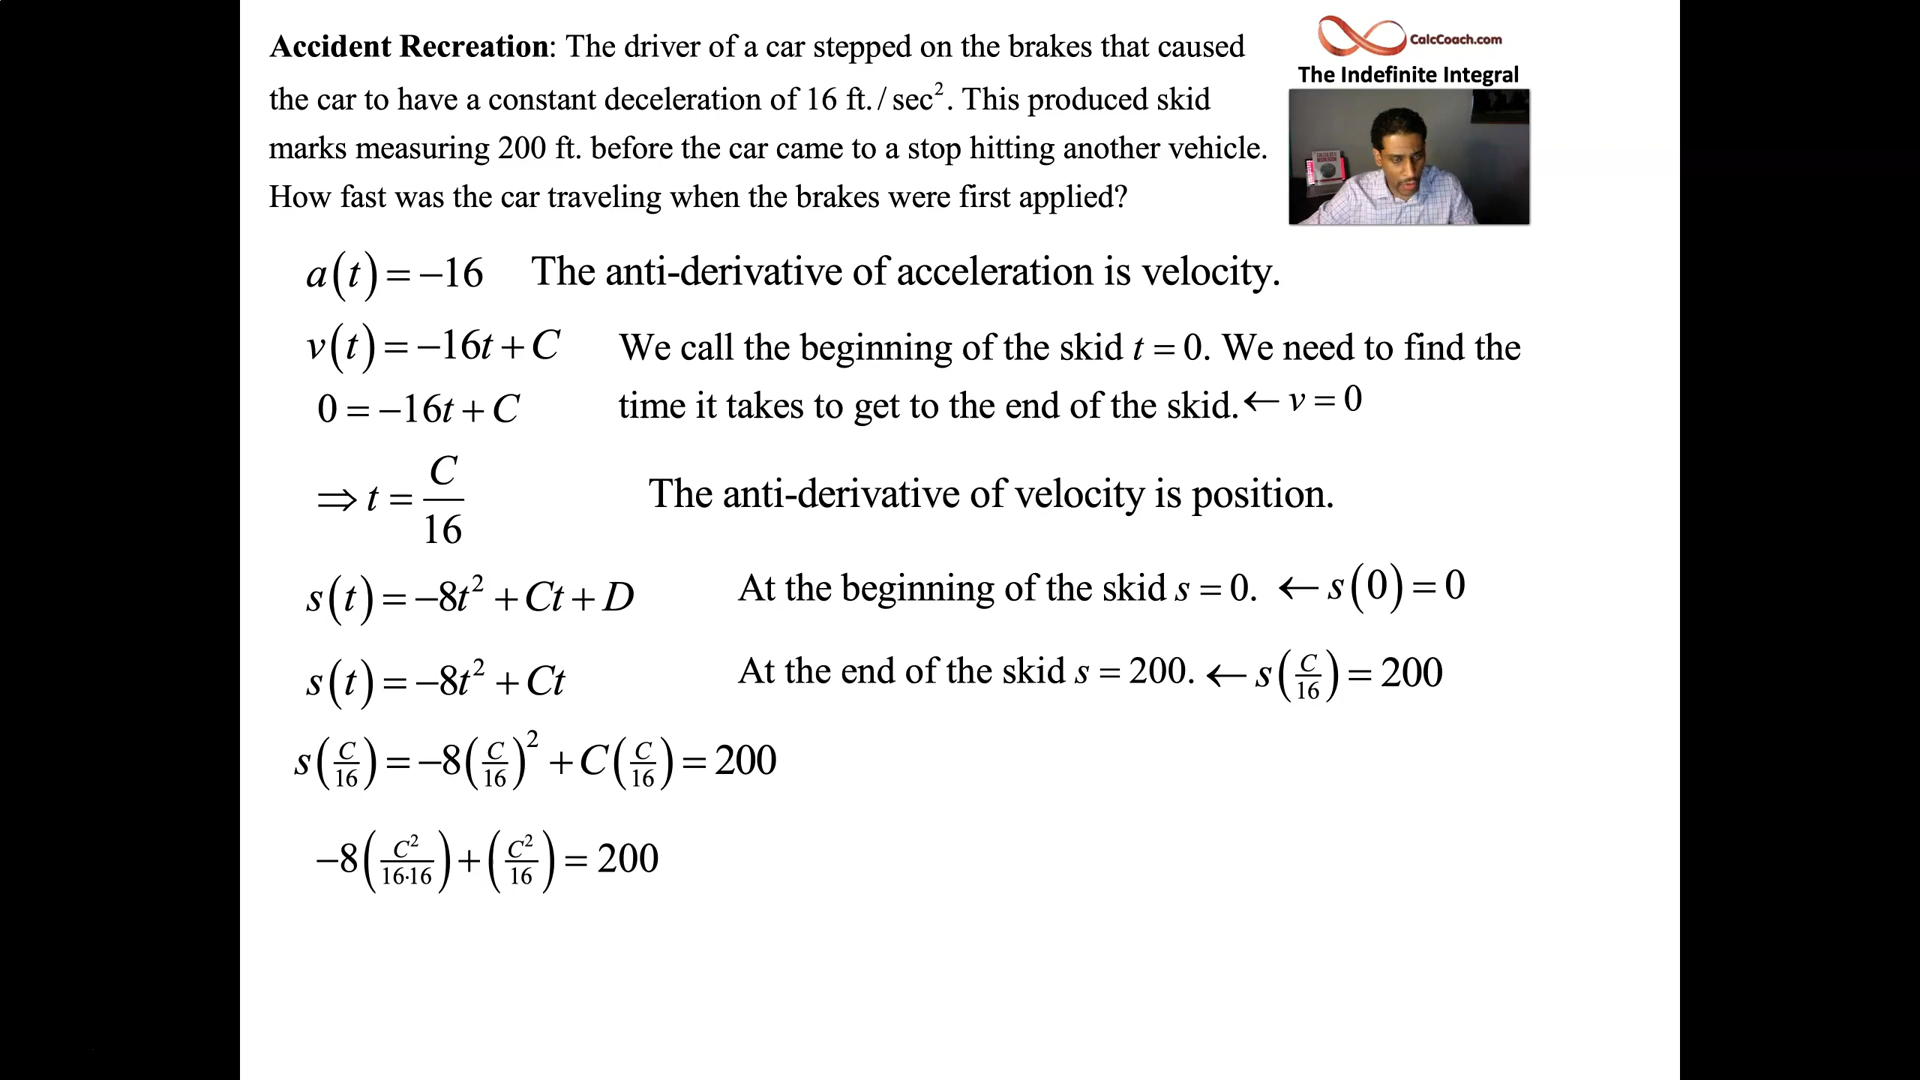 Accident Recreation: The driver of a car stepped on the brakes that caused
the car to have a constant deceleration of 16 ft./sec². This produced skid
marks measuring 200 ft. before the car came to a stop hitting another vehicle.
How fast was the car traveling when the brakes were first applied?
CalcCoach.com
The Indefinite Integral
a(t) = −16 The anti-derivative of acceleration is velocity.
v(t) = −16t + C We call the beginning of the skid t = 0. We need to find the
0 = −16t + C time it takes to get to the end of the skid. ← v = 0
⇒ t = C/16 The anti-derivative of velocity is position.
s(t) = −8t² + Ct + D At the beginning of the skid s = 0. ← s(0) = 0
s(t) = −8t² + Ct At the end of the skid s = 200. ← s(C/16) = 200
s(C/16) = −8(C/16)² + C(C/16) = 200
−8(C²/16·16) + (C²/16) = 200